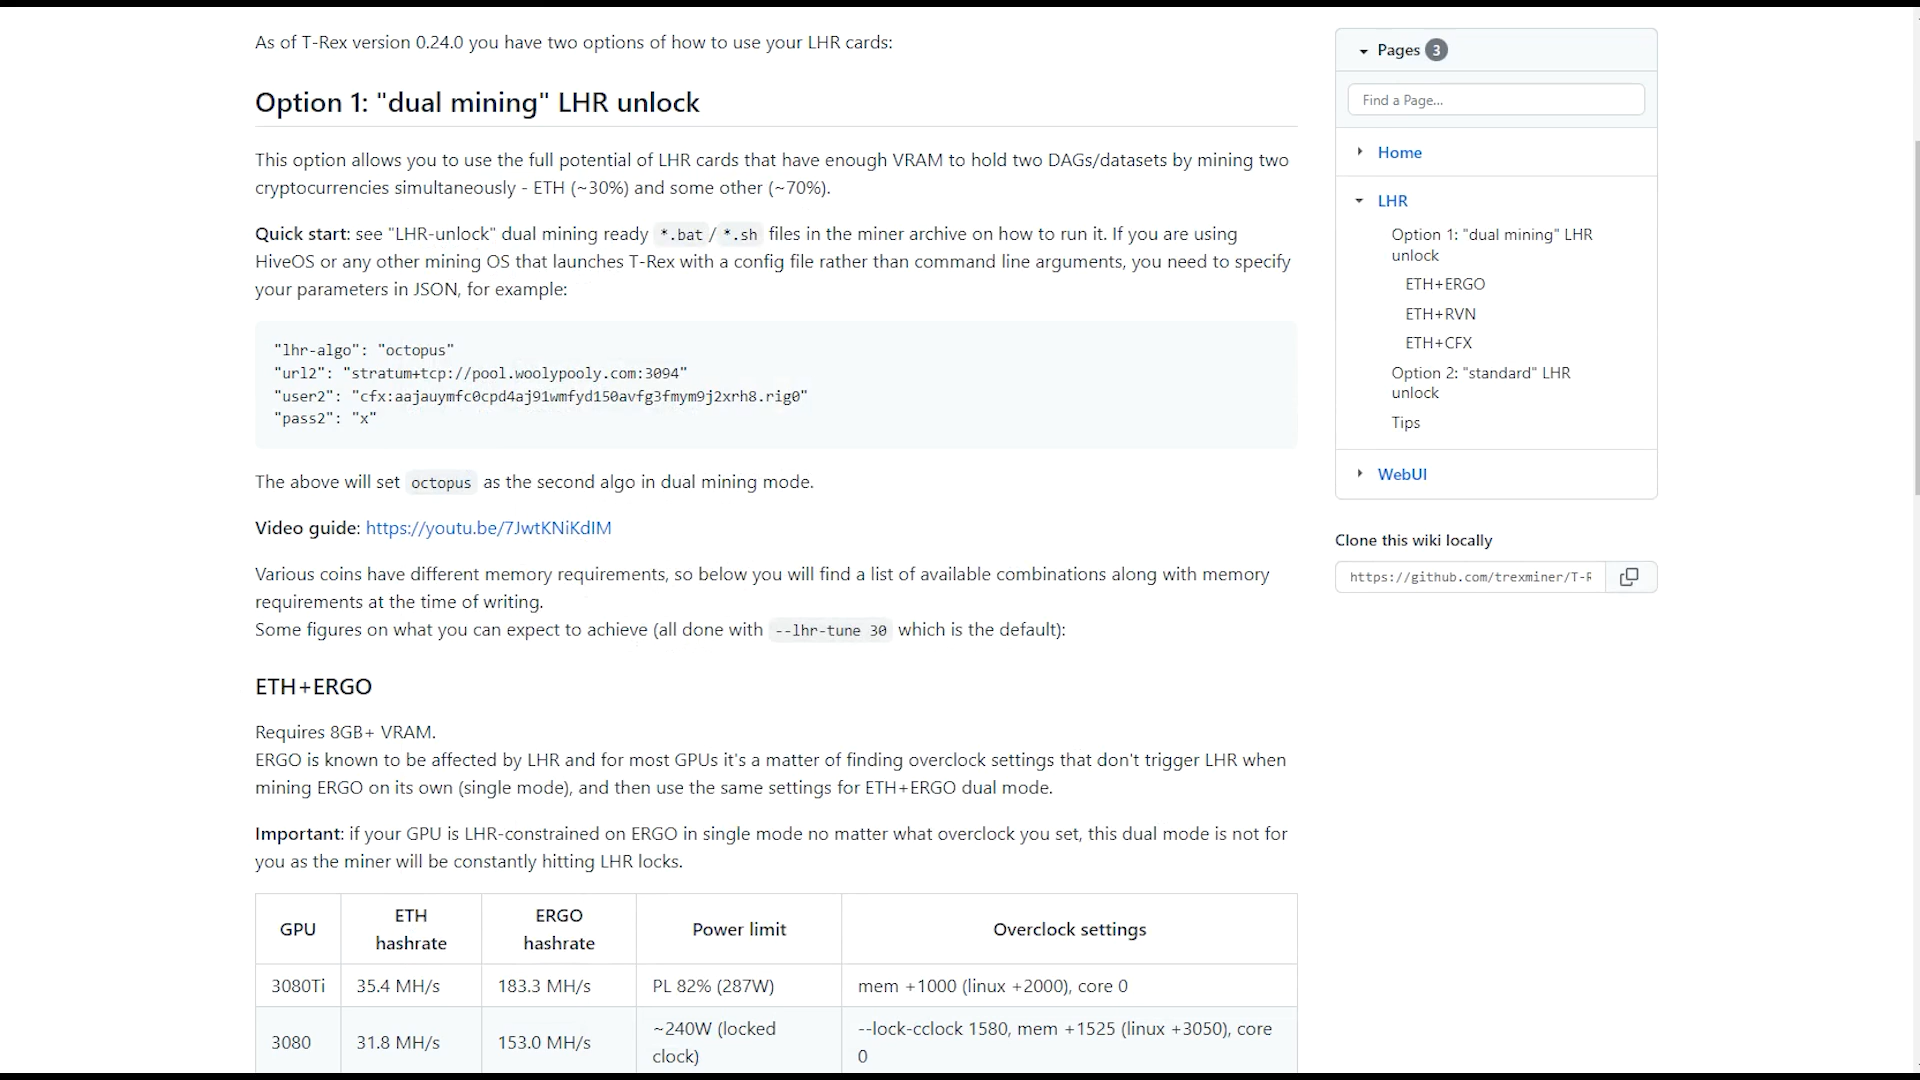 As of T-Rex version 0.24.0 you have two options of how to use your LHR cards:
Option 1: "dual mining" LHR unlock
This option allows you to use the full potential of LHR cards that have enough VRAM to hold two DAGs/datasets by mining two
cryptocurrencies simultaneously - ETH (~30%) and some other (~70%).
Quick start: see "LHR-unlock" dual mining ready *.bat / *.sh files in the miner archive on how to run it. If you are using
HiveOS or any other mining OS that launches T-Rex with a config file rather than command line arguments, you need to specify
your parameters in JSON, for example:
"lhr-algo": "octopus"
"url2": "stratum+tcp://pool.woolypooly.com:3094"
"user2": "cfx:aajauymfc0cpd4aj91wmfyd150avfg3fmym9j2xrh8.rig0"
"pass2": "x"
The above will set octopus as the second algo in dual mining mode.
Video guide: https://youtu.be/7JwtKNiKdIM
Various coins have different memory requirements, so below you will find a list of available combinations along with memory
requirements at the time of writing.
Some figures on what you can expect to achieve (all done with --lhr-tune 30 which is the default):
ETH+ERGO
Requires 8GB+ VRAM.
ERGO is known to be affected by LHR and for most GPUs it's a matter of finding overclock settings that don't trigger LHR when
mining ERGO on its own (single mode), and then use the same settings for ETH+ERGO dual mode.
Important: if your GPU is LHR-constrained on ERGO in single mode no matter what overclock you set, this dual mode is not for
you as the miner will be constantly hitting LHR locks.
GPU ETH hashrate ERGO hashrate Power limit Overclock settings
3080Ti 35.4 MH/s 183.3 MH/s PL 82% (287W) mem +1000 (linux +2000), core 0
3080 31.8 MH/s 153.0 MH/s ~240W (locked clock) --lock-cclock 1580, mem +1525 (linux +3050), core 0
Pages 3
Find a Page...
Home
LHR
Option 1: "dual mining" LHR
unlock
ETH+ERGO
ETH+RVN
ETH+CFX
Option 2: "standard" LHR
unlock
Tips
WebUI
Clone this wiki locally
https://github.com/trexminer/T-R